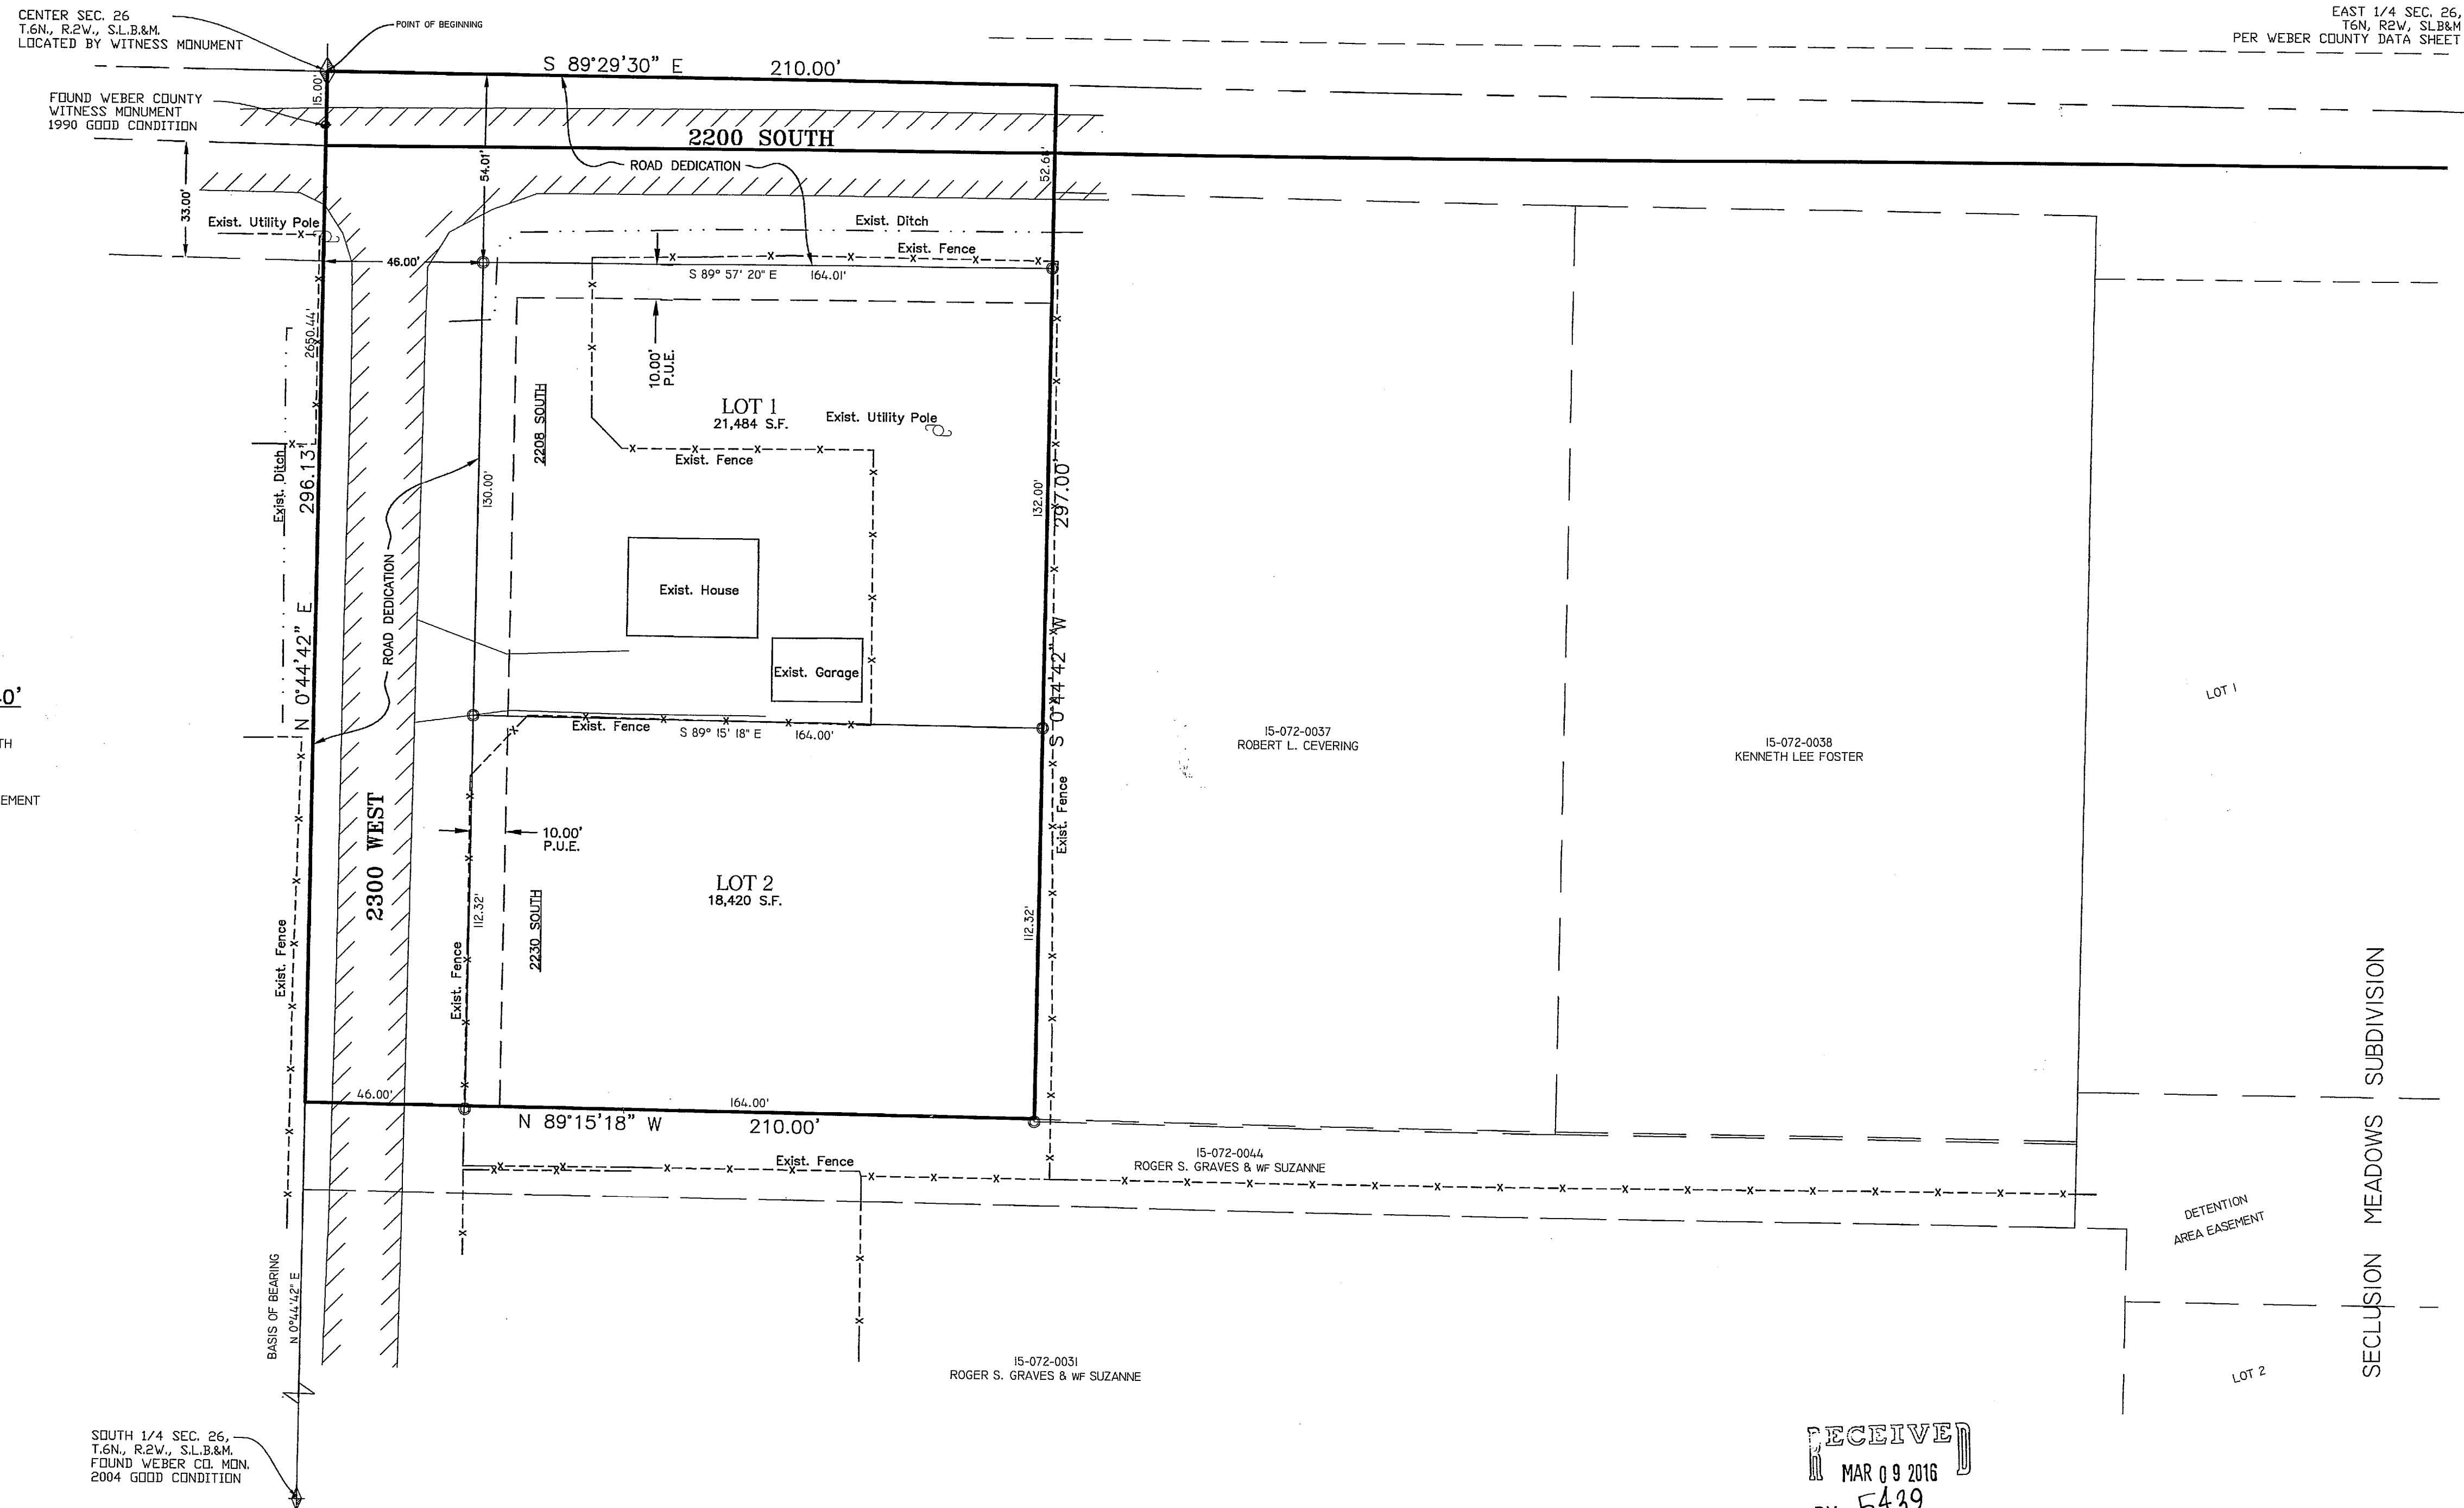 CENTER SEC. 26
T.6N., R.2W., S.L.B.&M.
LOCATED BY WITNESS MONUMENT
POINT OF BEGINNING
EAST 1/4 SEC. 26,
T6N, R2W, SLB&M
PER WEBER COUNTY DATA SHEET
S 89°29'30" E 210.00'
15.00'
FOUND WEBER COUNTY
WITNESS MONUMENT
1990 GOOD CONDITION
2200 SOUTH
ROAD DEDICATION
54.01'
33.00'
Exist. Utility Pole
Exist. Ditch
Exist. Fence
46.00'
S 89° 57' 20" E 164.01'
2650.44'
10.00'
P.U.E.
2208 SOUTH
LOT 1
21,484 S.F.
Exist. Utility Pole
Exist. Fence
Exist. Ditch
296.13'
130.00'
132.00'
297.00'
Exist. House
ROAD DEDICATION
N 0°44'42" E
Exist. Garage
S 0°44'42" W
Exist. Fence
S 89° 15' 18" E 164.00'
15-072-0037
ROBERT L. CEVERING
15-072-0038
KENNETH LEE FOSTER
LOT 1
0'
TH
EMENT
2300 WEST
10.00'
P.U.E.
Exist. Fence
LOT 2
18,420 S.F.
2230 SOUTH
112.32'
112.32'
Exist. Fence
Exist. Fence
46.00'
164.00'
N 89°15'18" W 210.00'
Exist. Fence
15-072-0044
ROGER S. GRAVES & WF SUZANNE
DETENTION
AREA EASEMENT
SECLUSION MEADOWS SUBDIVISION
BASIS OF BEARING
N 0°44'42" E
15-072-0031
ROGER S. GRAVES & WF SUZANNE
LOT 2
SOUTH 1/4 SEC. 26,
T.6N., R.2W., S.L.B.&M.
FOUND WEBER CO. MON.
2004 GOOD CONDITION
RECEIVED
MAR 09 2016
5439